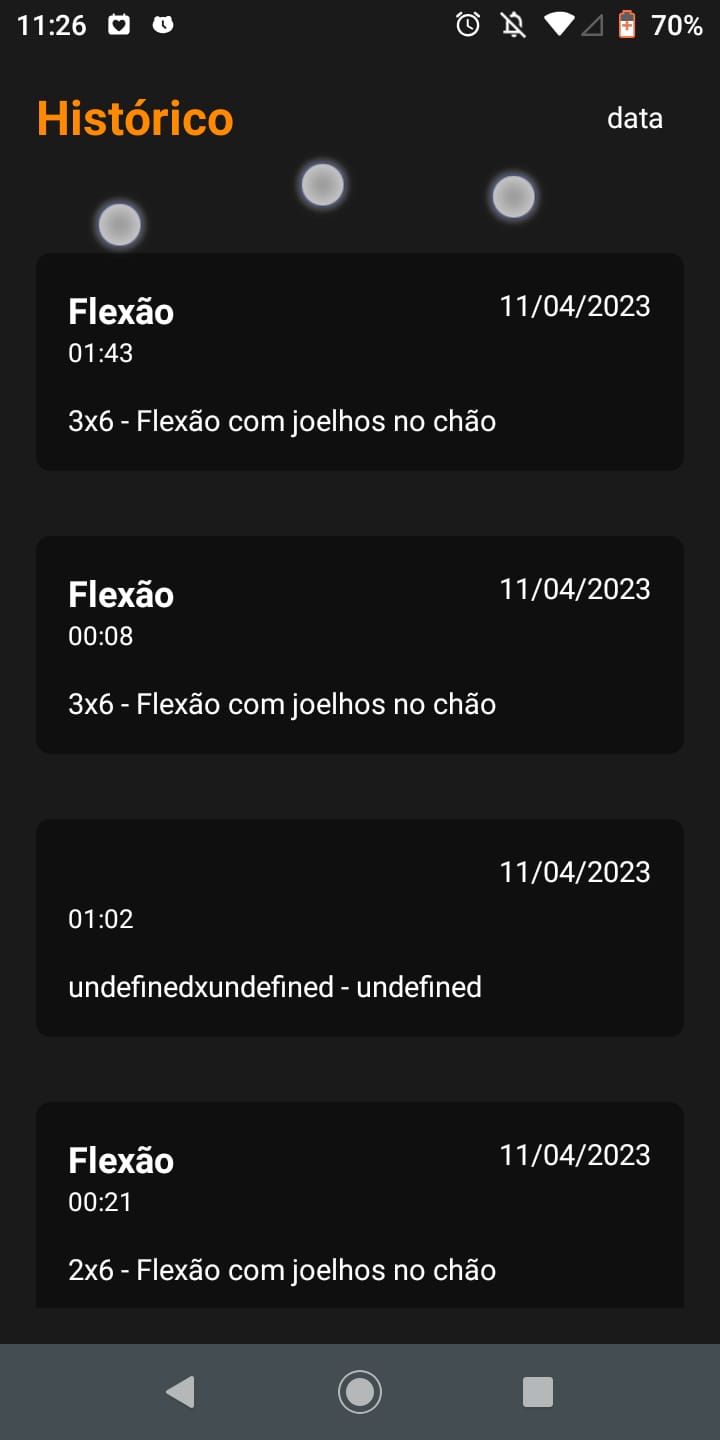 11:26 70%
Histórico data
Flexão 11/04/2023
01:43
3x6 - Flexão com joelhos no chão
Flexão 11/04/2023
00:08
3x6 - Flexão com joelhos no chão
11/04/2023
01:02
undefinedxundefined - undefined
Flexão 11/04/2023
00:21
2x6 - Flexão com joelhos no chão